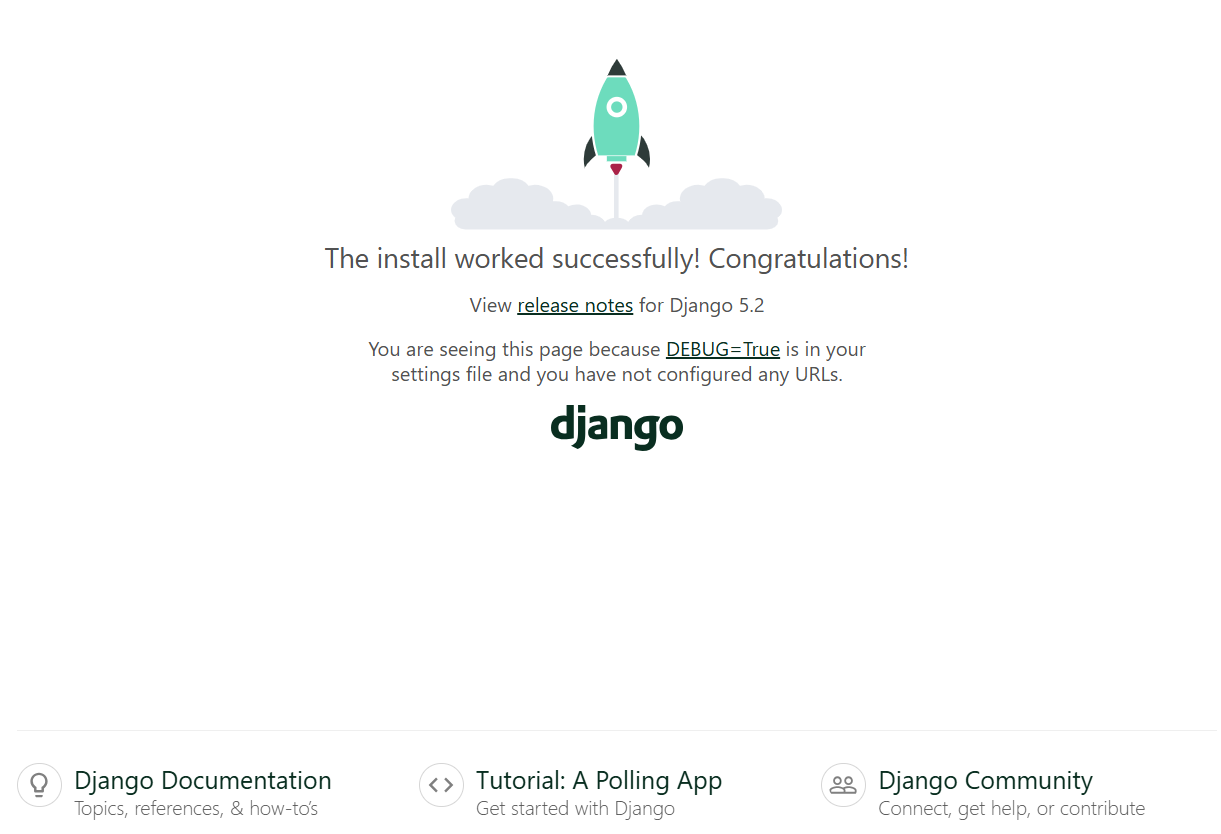 The install worked successfully! Congratulations!
View release notes for Django 5.2
You are seeing this page because DEBUG=True is in your
settings file and you have not configured any URLs.
django
Django Documentation
Topics, references, & how-to’s
Tutorial: A Polling App
Get started with Django
Django Community
Connect, get help, or contribute